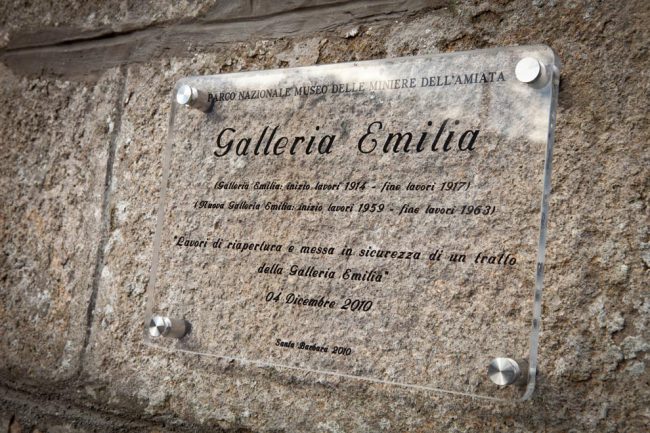 PARCO NAZIONALE MUSEO DELLE MINIERE DELL'AMIATA
Galleria Emilia
(Galleria Emilia: inizio lavori 1914 - fine lavori 1917)
(Nuova Galleria Emilia: inizio lavori 1959 - fine lavori 1963)
"Lavori di riapertura e messa in sicurezza di un tratto
della Galleria Emilia"
04 Dicembre 2010
Santa Barbara 2010